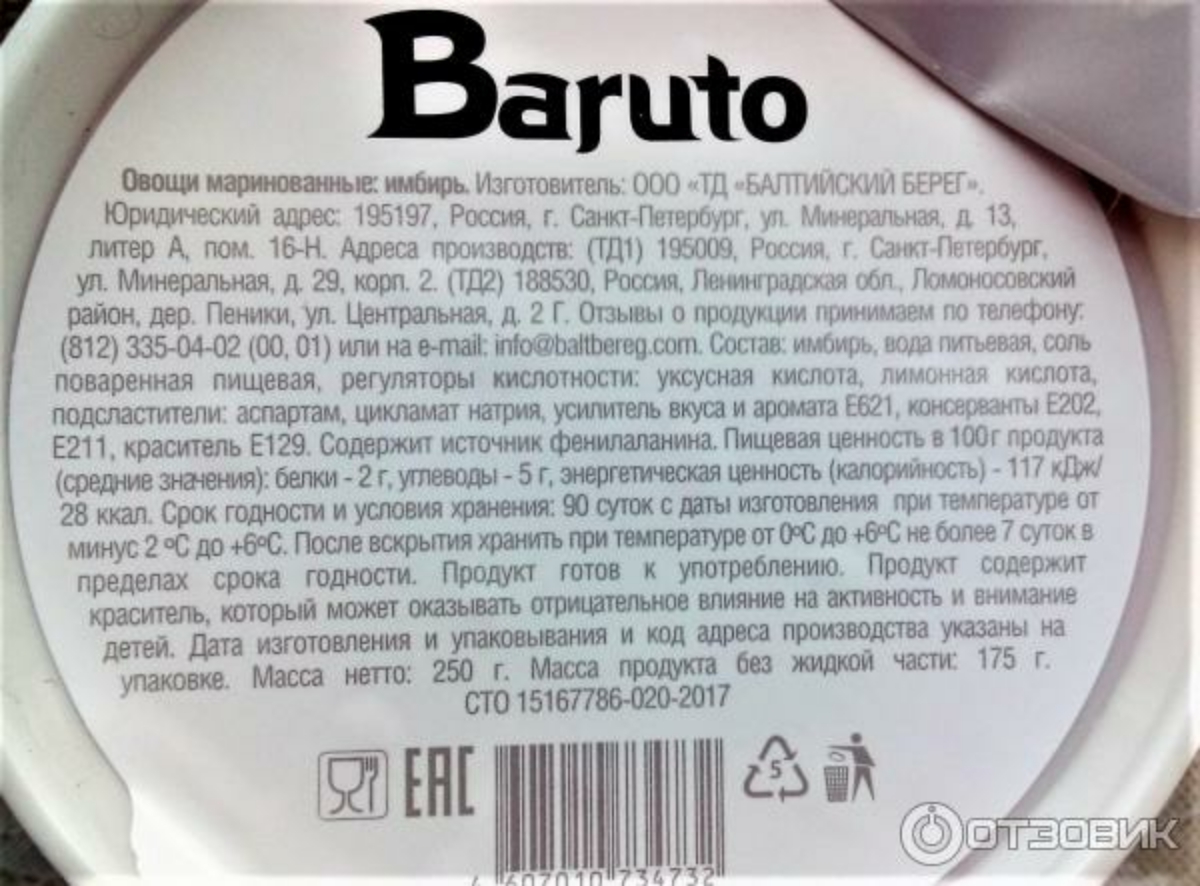 Baruto
Овощи маринованные: имбирь. Изготовитель: ООО «ТД «БАЛТИЙСКИЙ БЕРЕГ».
Юридический адрес: 195197, Россия, г. Санкт-Петербург, ул. Минеральная, д. 13,
литер А, пом. 16-Н. Адреса производств: (ТД1) 195009, Россия, г. Санкт-Петербург,
ул. Минеральная, д. 29, корп. 2. (ТД2) 188530, Россия, Ленинградская обл., Ломоносовский
район, дер. Пеники, ул. Центральная, д. 2 Г. Отзывы о продукции принимаем по телефону:
(812) 335-04-02 (00, 01) или на e-mail: info@baltbereg.com. Состав: имбирь, вода питьевая, соль
поваренная пищевая, регуляторы кислотности: уксусная кислота, лимонная кислота,
подсластители: аспартам, цикламат натрия, усилитель вкуса и аромата Е621, консерванты Е202,
Е211, краситель Е129. Содержит источник фенилаланина. Пищевая ценность в 100г продукта
(средние значения): белки - 2 г, углеводы - 5 г, энергетическая ценность (калорийность) - 117 кДж/
28 ккал. Срок годности и условия хранения: 90 суток с даты изготовления при температуре от
минус 2 ºС до +6ºС. После вскрытия хранить при температуре от 0ºС до +6ºС не более 7 суток в
пределах срока годности. Продукт готов к употреблению. Продукт содержит
краситель, который может оказывать отрицательное влияние на активность и внимание
детей. Дата изготовления и упаковывания и код адреса производства указаны на
упаковке. Масса нетто: 250 г. Масса продукта без жидкой части: 175 г.
СТО 15167786-020-2017
ЕАС
5
4 607010 734732
ОТЗОВИК